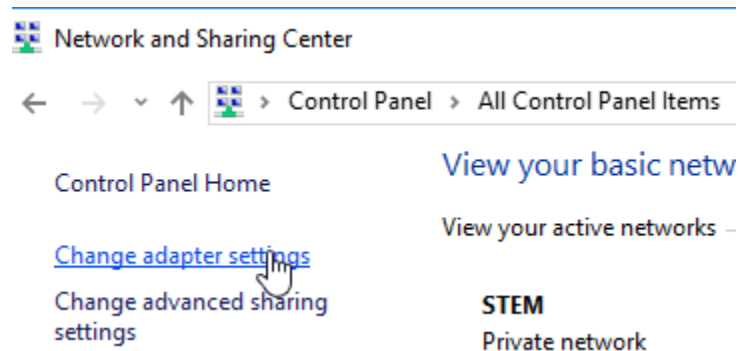 Network and Sharing Center
Control Panel > All Control Panel Items
Control Panel Home
Change adapter settings
Change advanced sharing
settings
View your basic netw
View your active networks
STEM
Private network